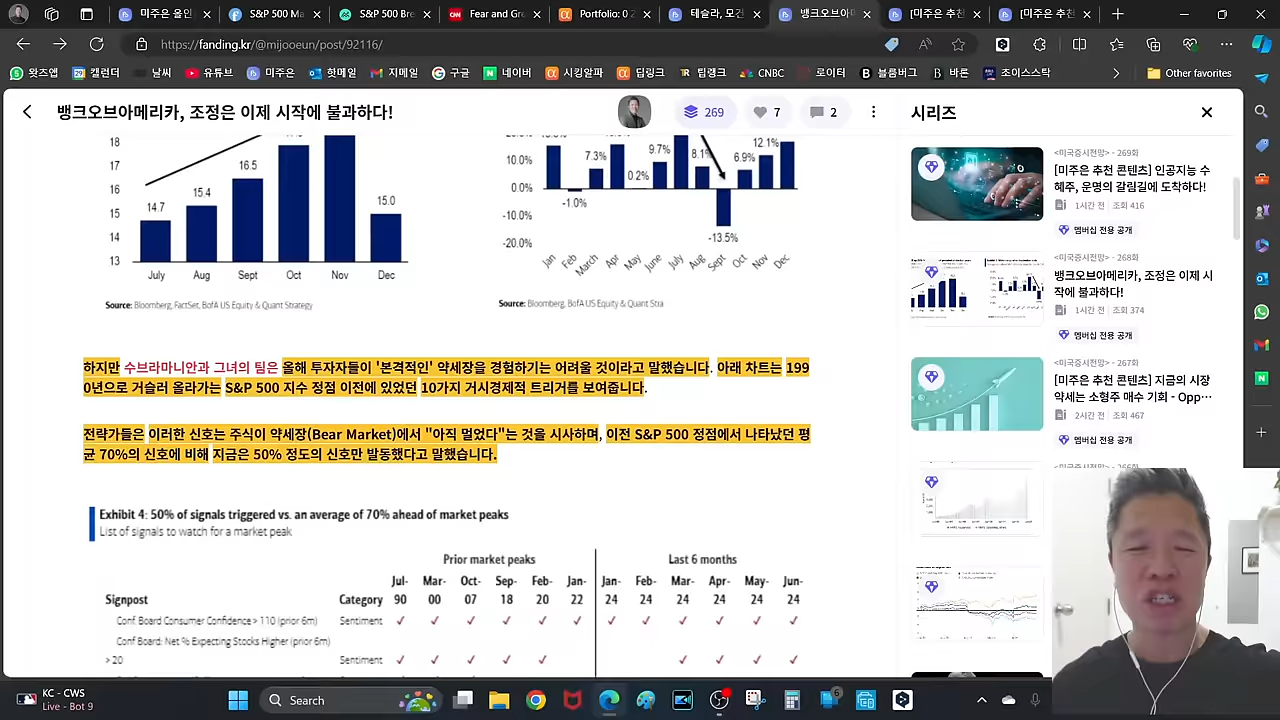 미주은 올인
S&P 500 Ma
S&P 500 Bre
CNN
Fear and Gre
Portfolio: 0 2
테슬라, 모긴
뱅크오브아메
[미주은 추천
[미주은 추천
https://fanding.kr/@mijooeun/post/92116/
왓츠앱
캘린더
날씨
유튜브
미주은
핫메일
지메일
구글
네이버
시킹알파
팁링크
팁랭크
CNBC
로이터
블룸버그
바론
초이스스탁
Other favorites
뱅크오브아메리카, 조정은 이제 시작에 불과하다!
269
7
2
시리즈
18
17
16
15
14
13
14.7
15.4
16.5
15.0
July Aug Sept Oct Nov Dec
Source: Bloomberg, FactSet, BofA US Equity & Quant Strategy
10.0%
0.0%
-10.0%
-20.0%
-1.0%
7.3%
0.2%
9.7%
8.1%
-13.5%
6.9%
12.1%
Jan Feb March Apr May June July Aug Sept Oct Nov Dec
Source: Bloomberg, BofA US Equity & Quant Stra
하지만 수브라마니안과 그녀의 팀은 올해 투자자들이 '본격적인' 약세장을 경험하기는 어려울 것이라고 말했습니다. 아래 차트는 199
0년으로 거슬러 올라가는 S&P 500 지수 정점 이전에 있었던 10가지 거시경제적 트리거를 보여줍니다.
전략가들은 이러한 신호는 주식이 약세장(Bear Market)에서 "아직 멀었다"는 것을 시사하며, 이전 S&P 500 정점에서 나타났던 평
균 70%의 신호에 비해 지금은 50% 정도의 신호만 발동했다고 말했습니다.
Exhibit 4: 50% of signals triggered vs. an average of 70% ahead of market peaks
List of signals to watch for a market peak
Prior market peaks Last 6 months
Jul- Mar- Oct- Sep- Feb- Jan- Jan- Feb- Mar- Apr- May- Jun-
Signpost Category 90 00 07 18 20 22 24 24 24 24 24 24
Conf. Board Consumer Confidence > 110 (prior 6m) Sentiment ✓ ✓ ✓ ✓ ✓ ✓ ✓ ✓ ✓ ✓ ✓ ✓
Conf Board: Net % Expecting Stocks Higher (prior 6m)
> 20 Sentiment ✓ ✓ ✓ ✓ ✓ ✓ ✓ ✓ ✓
<미국증시전망> - 269회
[미주은 추천 콘텐츠] 인공지능 수
혜주, 운명의 갈림길에 도착하다!
1시간 전 | 조회 416
멤버십 전용 공개
<미국증시전망> - 268회
뱅크오브아메리카, 조정은 이제 시
작에 불과하다!
1시간 전 | 조회 374
멤버십 전용 공개
<미국증시전망> - 267회
[미주은 추천 콘텐츠] 지금의 시장
약세는 소형주 매수 기회 - Opp…
2시간 전 | 조회 467
멤버십 전용 공개
KC - CWS
Live - Bot 9
Search
6